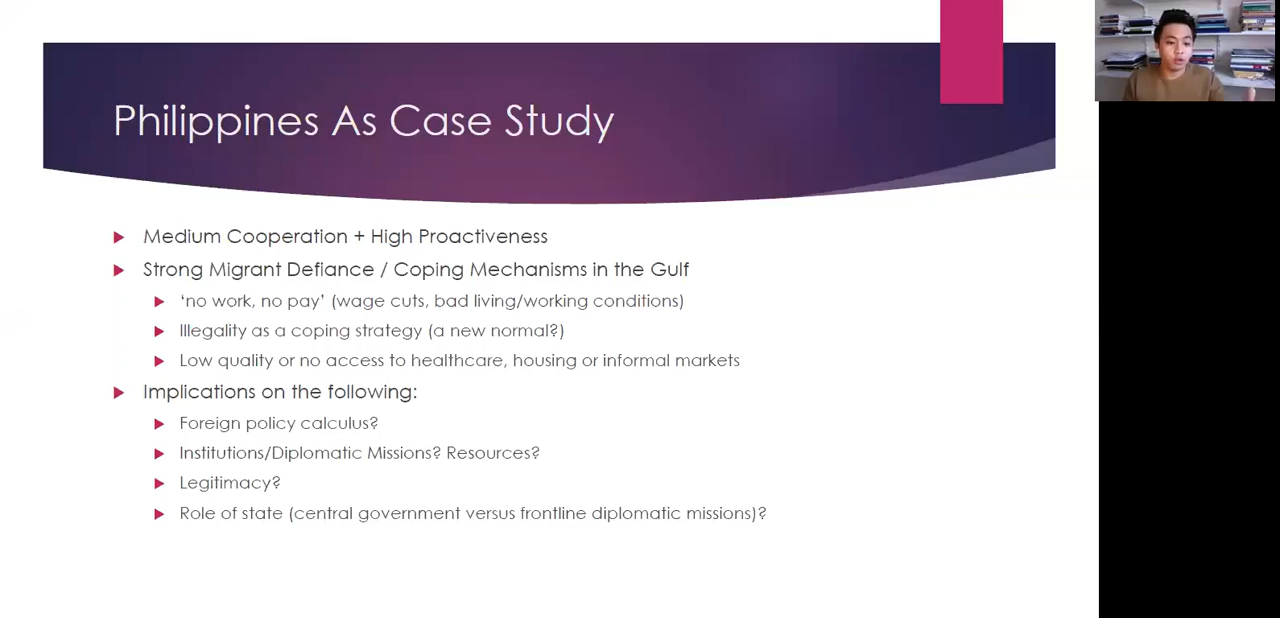 Philippines As Case Study
Medium Cooperation + High Proactiveness
Strong Migrant Defiance / Coping Mechanisms in the Gulf
‘no work, no pay’ (wage cuts, bad living/working conditions)
Illegality as a coping strategy (a new normal?)
Low quality or no access to healthcare, housing or informal markets
Implications on the following:
Foreign policy calculus?
Institutions/Diplomatic Missions? Resources?
Legitimacy?
Role of state (central government versus frontline diplomatic missions)?